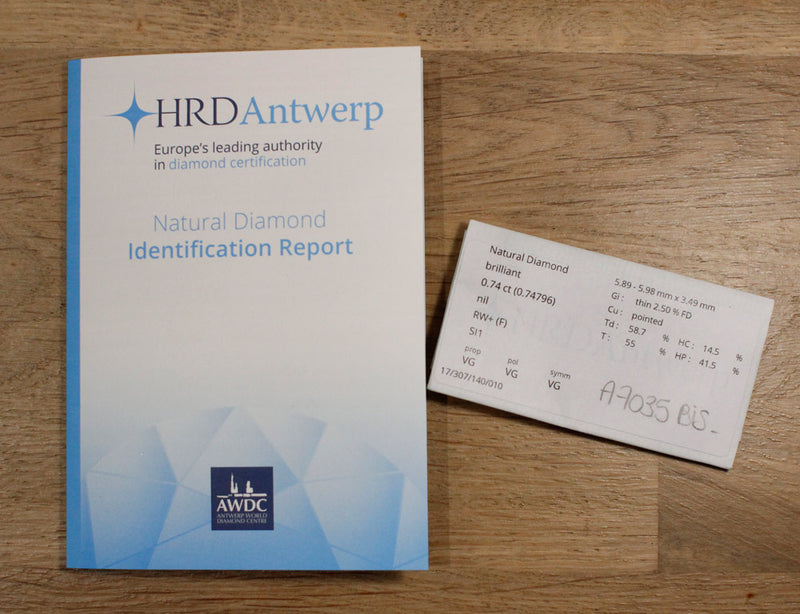 HRD Antwerp
Europe's leading authority
in diamond certification
Natural Diamond
Identification Report
AWDC
ANTWERP WORLD
DIAMOND CENTRE
Natural Diamond
brilliant
0.74 ct (0.74796)
nil
RW+ (F)
SI1
prop pol symm
VG VG VG
17/307/140/010
5.89 - 5.98 mm x 3.49 mm
Gi : thin 2.50 % FD
Cu : pointed
Td : 58.7 % HC : 14.5 %
T : 55 % HP : 41.5 %
A7035 BiS_